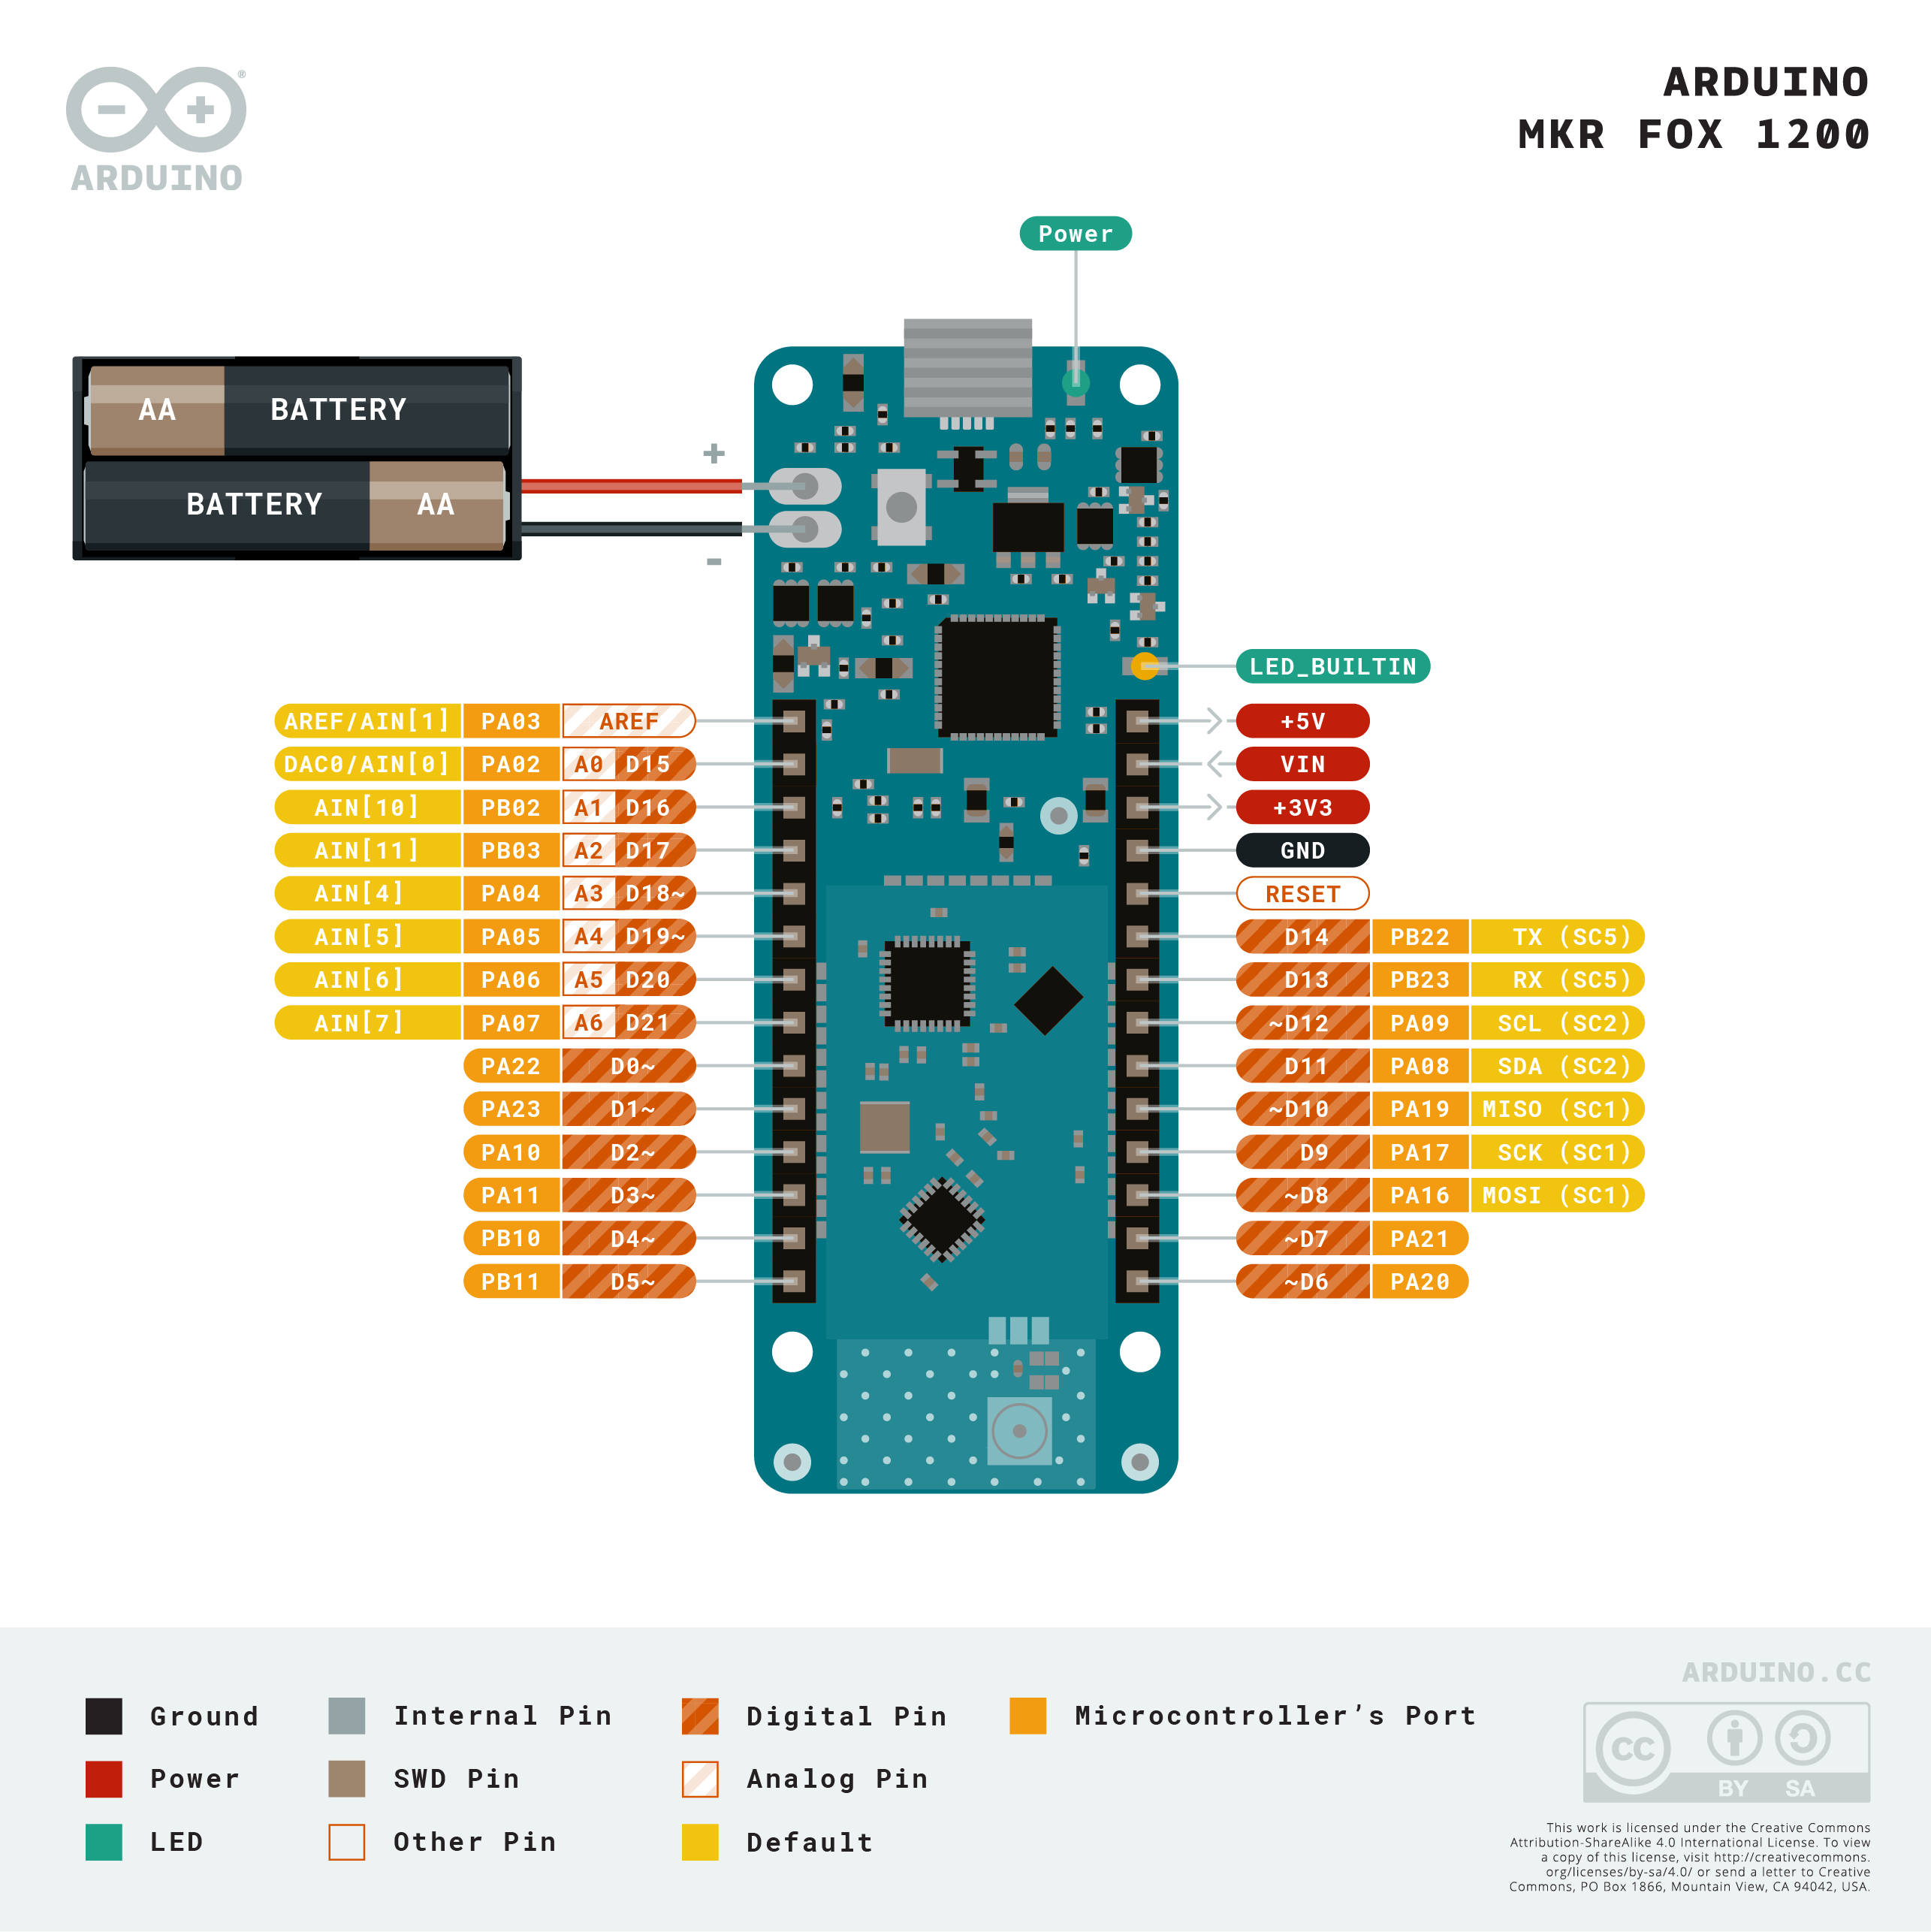 ARDUINO
ARDUINO
MKR FOX 1200
Power
AA BATTERY
BATTERY AA
+
-
LED_BUILTIN
AREF/AIN[1] PA03 AREF
DAC0/AIN[0] PA02 A0 D15
AIN[10] PB02 A1 D16
AIN[11] PB03 A2 D17
AIN[4] PA04 A3 D18~
AIN[5] PA05 A4 D19~
AIN[6] PA06 A5 D20
AIN[7] PA07 A6 D21
PA22 D0~
PA23 D1~
PA10 D2~
PA11 D3~
PB10 D4~
PB11 D5~
+5V
VIN
+3V3
GND
RESET
D14 PB22 TX (SC5)
D13 PB23 RX (SC5)
~D12 PA09 SCL (SC2)
D11 PA08 SDA (SC2)
~D10 PA19 MISO (SC1)
D9 PA17 SCK (SC1)
~D8 PA16 MOSI (SC1)
~D7 PA21
~D6 PA20
Ground
Power
LED
Internal Pin
SWD Pin
Other Pin
Digital Pin
Analog Pin
Default
Microcontroller’s Port
ARDUINO.CC
CC
BY SA
This work is licensed under the Creative Commons
Attribution-ShareAlike 4.0 International License. To view
a copy of this license, visit http://creativecommons.
org/licenses/by-sa/4.0/ or send a letter to Creative
Commons, PO Box 1866, Mountain View, CA 94042, USA.